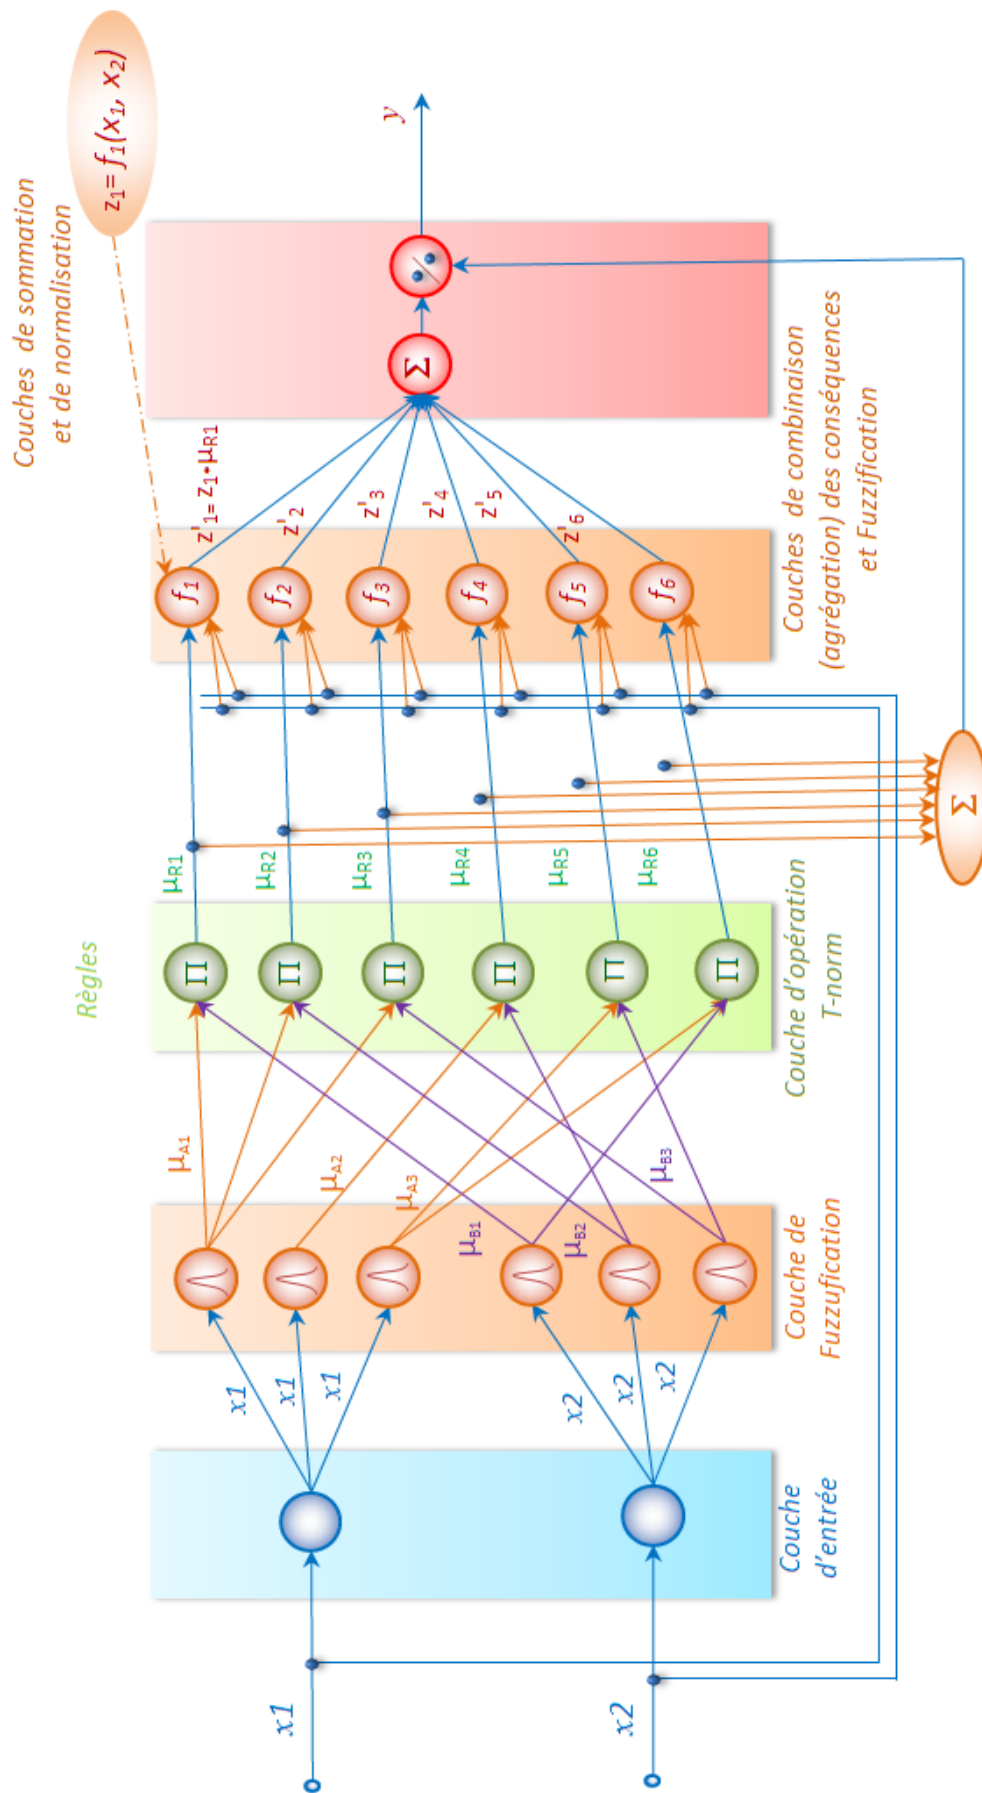 z1= f1(x1, x2)
Couches de sommation
et de normalisation
y
Σ
z'1= z1•μR1
z'2
z'3
z'4
z'5
z'6
f1
f2
f3
f4
f5
f6
Couches de combinaison
(agrégation) des conséquences
et Fuzzification
μR1
μR2
μR3
μR4
μR5
μR6
Σ
Règles
Π
Π
Π
Π
Π
Π
Couche d'opération
T-norm
μA1
μA2
μA3
μB1
μB2
μB3
Couche de
Fuzzufication
x1
x1
x1
x2
x2
x2
Couche
d'entrée
x1
x2